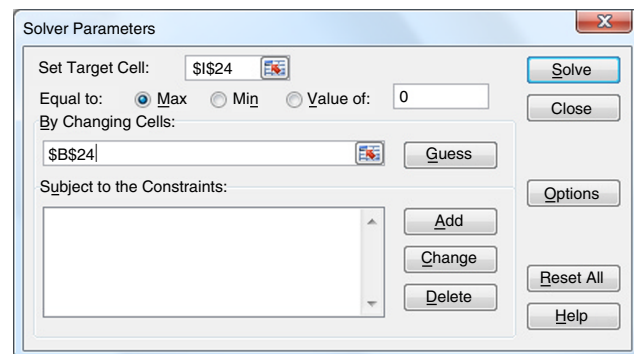 Solver Parameters
Set Target Cell: $I$24 Solve
Equal to: Max Min Value of: 0 Close
By Changing Cells:
$B$24 Guess
Subject to the Constraints: Options
Add
Change
Reset All
Delete
Help